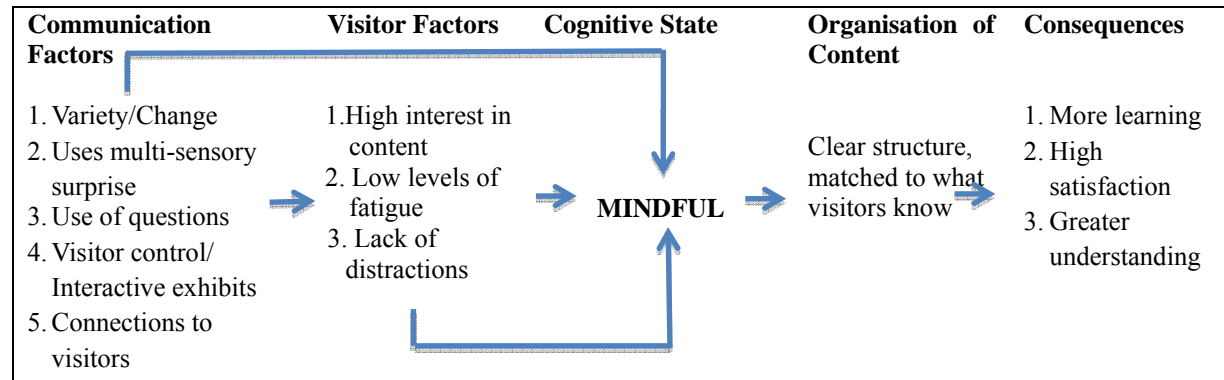 Communication
Factors
1. Variety/Change
2. Uses multi-sensory
surprise
3. Use of questions
4. Visitor control/
Interactive exhibits
5. Connections to
visitors
Visitor Factors
1.High interest in
content
2. Low levels of
fatigue
3. Lack of
distractions
Cognitive State
MINDFUL
Organisation of
Content
Clear structure,
matched to what
visitors know
Consequences
1. More learning
2. High
satisfaction
3. Greater
understanding